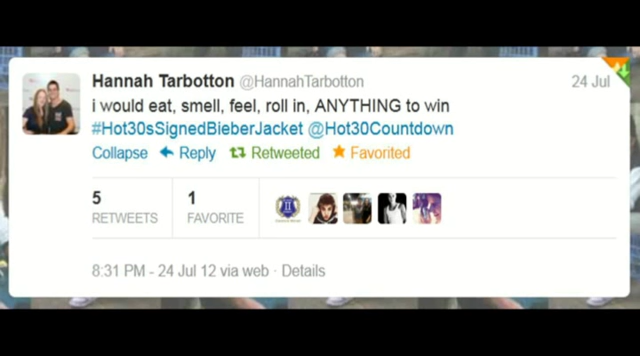 Hannah Tarbotton @HannahTarbotton 24 Jul
i would eat, smell, feel, roll in, ANYTHING to win
#Hot30sSignedBieberJacket @Hot30Countdown
Collapse Reply Retweeted Favorited
5 1
RETWEETS FAVORITE
8:31 PM - 24 Jul 12 via web · Details